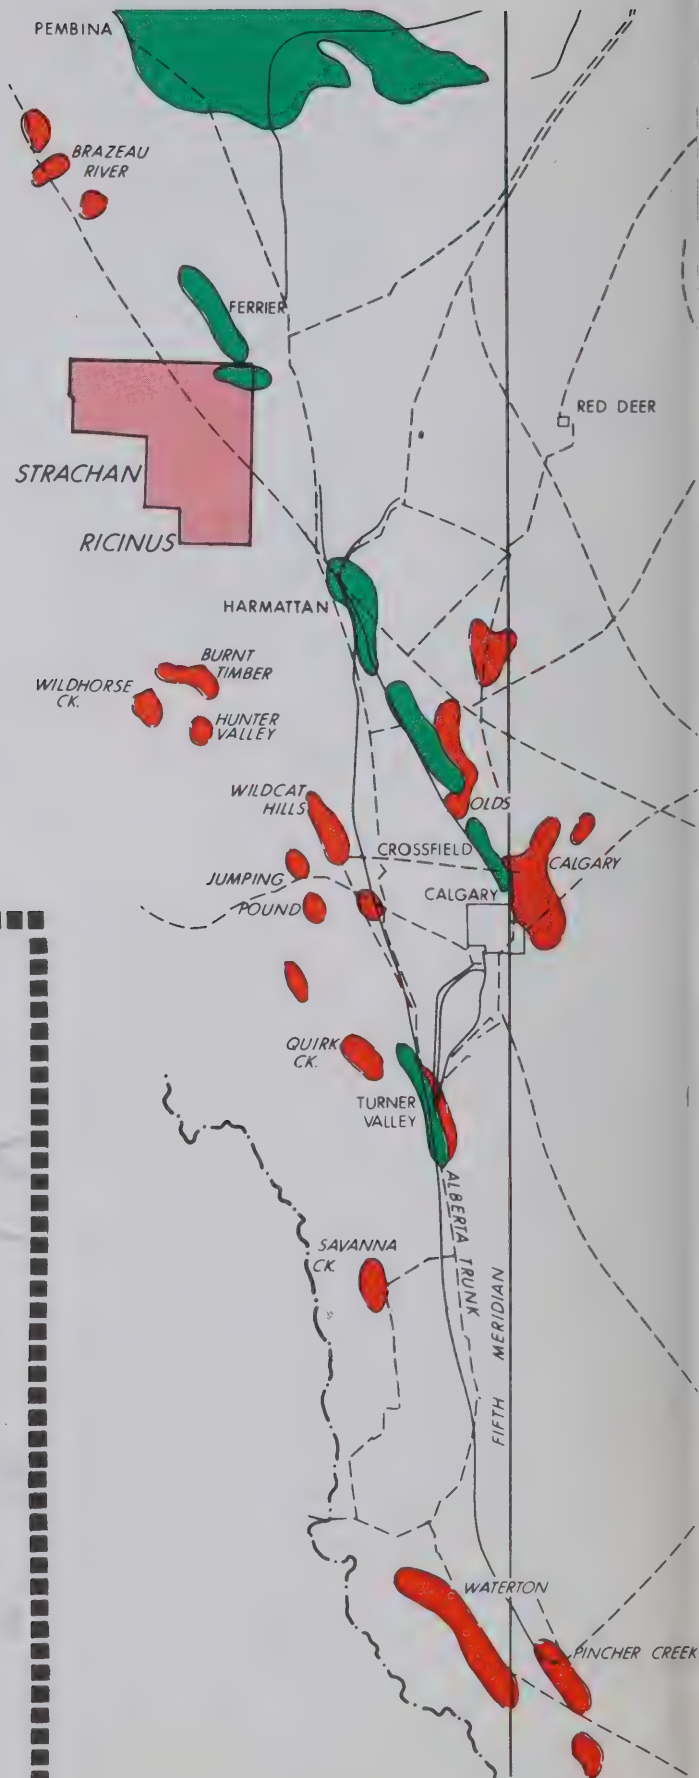 PEMBINA
BRAZEAU
RIVER
FERRIER
RED DEER
STRACHAN
RICINUS
HARMATTAN
BURNT
TIMBER
WILDHORSE
CK.
HUNTER
VALLEY
WILDCAT
HILLS
OLDS
CROSSFIELD
CALGARY
JUMPING
POUND
CALGARY
QUIRK
CK.
TURNER
VALLEY
ALBERTA TRUNK
SAVANNA
CK.
FIFTH MERIDIAN
WATERTON
PINCHER CREEK